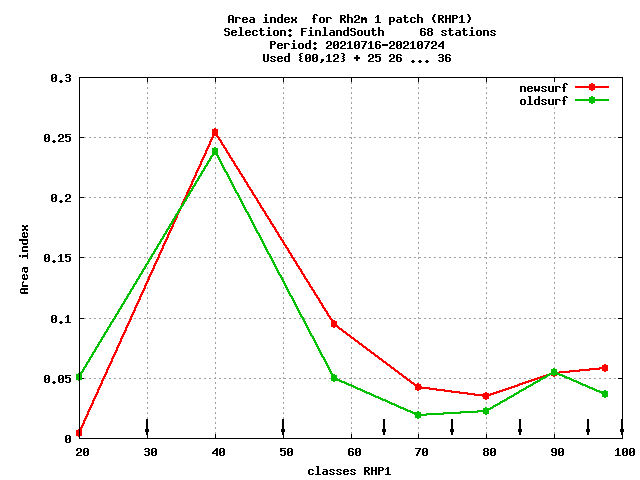 Area index  for Rh2m 1 patch (RHP1)
Selection: FinlandSouth     68 stations
Period: 20210716-20210724
Used {00,12} + 25 26 ... 36
newsurf
oldsurf
0.3
0.25
0.2
0.15
0.1
0.05
0
Area index
20 30 40 50 60 70 80 90 100
classes RHP1